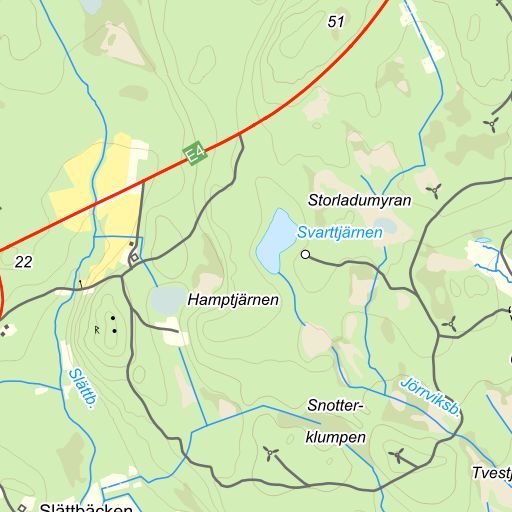 51
E4
Storladumyran
Svarttjärnen
22
Hamptjärnen
R
Slättb.
Jörrviksb.
Snotter-
klumpen
Tvestj
Slättbäcken